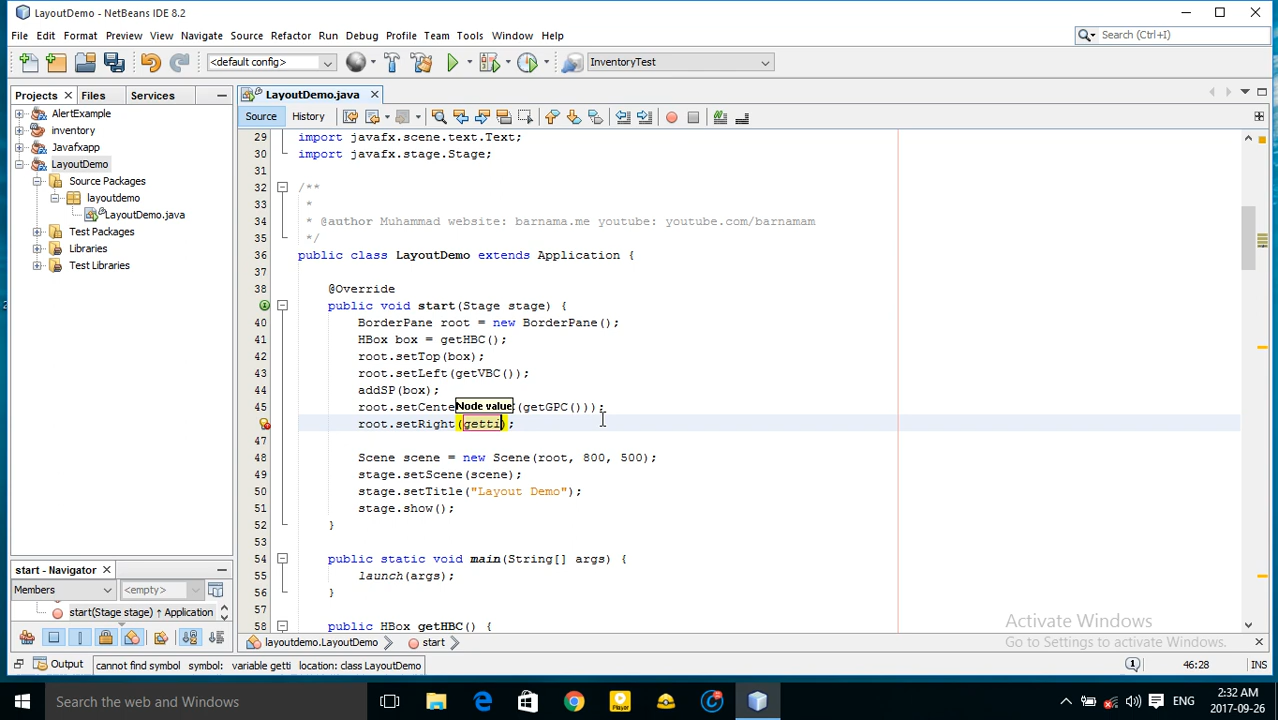 LayoutDemo - NetBeans IDE 8.2
File Edit Format Preview View Navigate Source Refactor Run Debug Profile Team Tools Window Help
Search (Ctrl+I)
<default config>
InventoryTest
Projects Files Services
LayoutDemo.java
AlertExample
inventory
Javafxapp
LayoutDemo
Source Packages
layoutdemo
LayoutDemo.java
Test Packages
Libraries
Test Libraries
Source History
29 import javafx.scene.text.Text;
30 import javafx.stage.Stage;
31
32 /**
33 *
34 * @author Muhammad website: barnama.me youtube: youtube.com/barnamam
35 */
36 public class LayoutDemo extends Application {
37
38 @Override
public void start(Stage stage) {
40 BorderPane root = new BorderPane();
41 HBox box = getHBC();
42 root.setTop(box);
43 root.setLeft(getVBC());
44 addSP(box);
45 root.setCente (getGPC()));
Node value
root.setRight(getti);
47
48 Scene scene = new Scene(root, 800, 500);
49 stage.setScene(scene);
50 stage.setTitle("Layout Demo");
51 stage.show();
52 }
53
54 public static void main(String[] args) {
55 launch(args);
56 }
57
58 public HBox getHBC() {
start - Navigator
Members
<empty>
start(Stage stage) ↑ Application
layoutdemo.LayoutDemo
start
Output
cannot find symbol symbol: variable getti location: class LayoutDemo
1
46:28
INS
Activate Windows
Go to Settings to activate Windows.
Search the web and Windows
Player
ENG
2:32 AM
2017-09-26